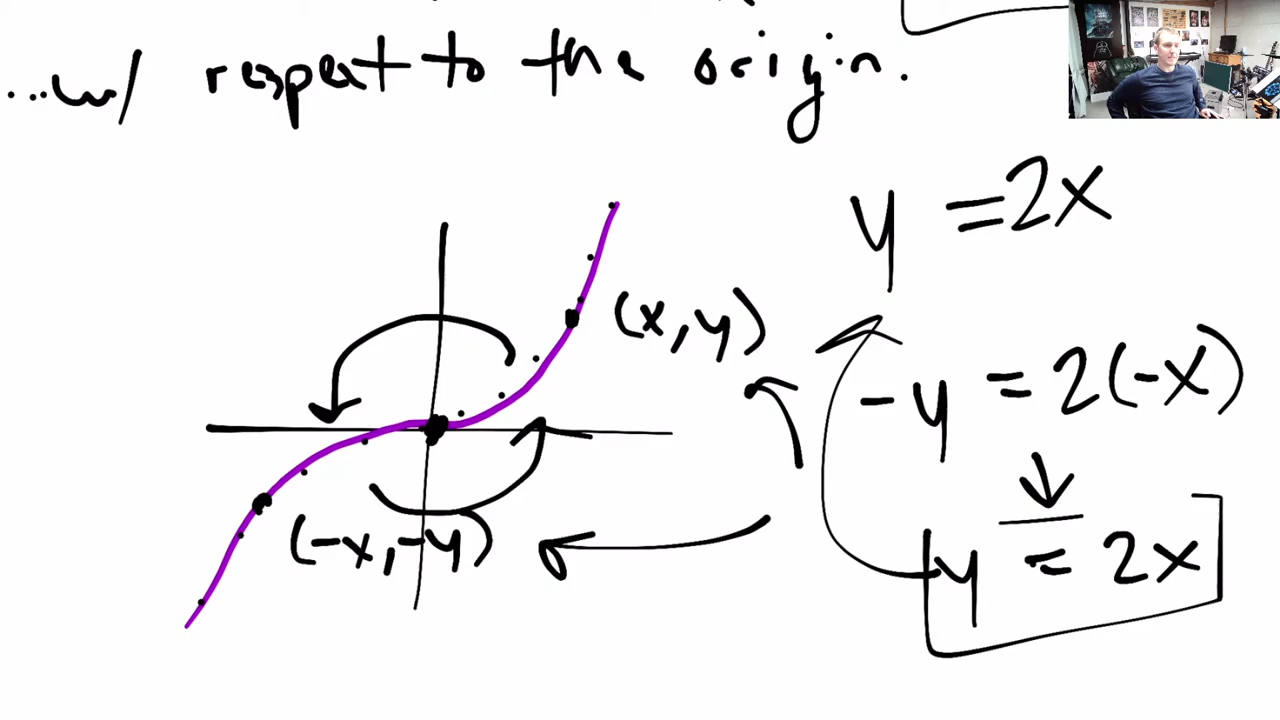 ...w/ respect to the origin.
y = 2x
(x, y)
-y = 2(-x)
(-x, -y)
y = 2x